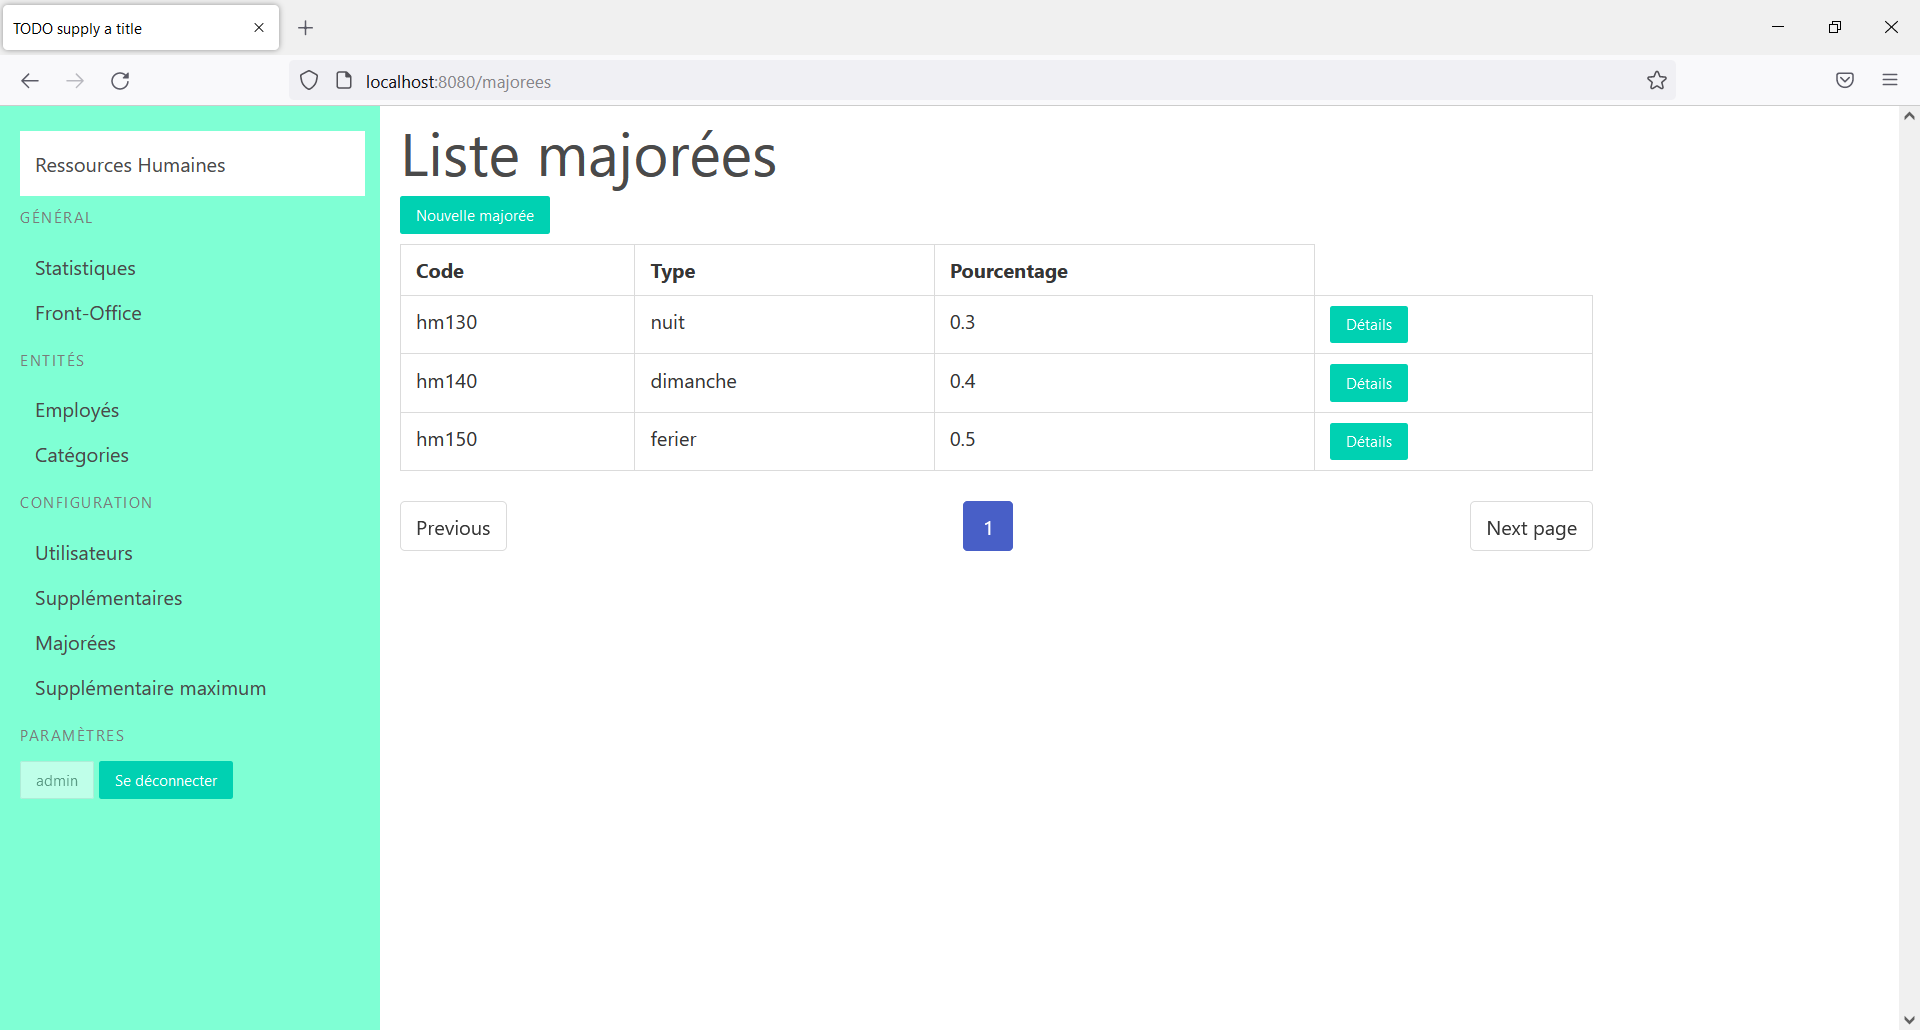 TODO supply a title
localhost:8080/majorees
Ressources Humaines
GÉNÉRAL
Statistiques
Front-Office
ENTITÉS
Employés
Catégories
CONFIGURATION
Utilisateurs
Supplémentaires
Majorées
Supplémentaire maximum
PARAMÈTRES
admin Se déconnecter
Liste majorées
Nouvelle majorée
Code Type Pourcentage
hm130 nuit 0.3 Détails
hm140 dimanche 0.4 Détails
hm150 ferier 0.5 Détails
Previous 1 Next page